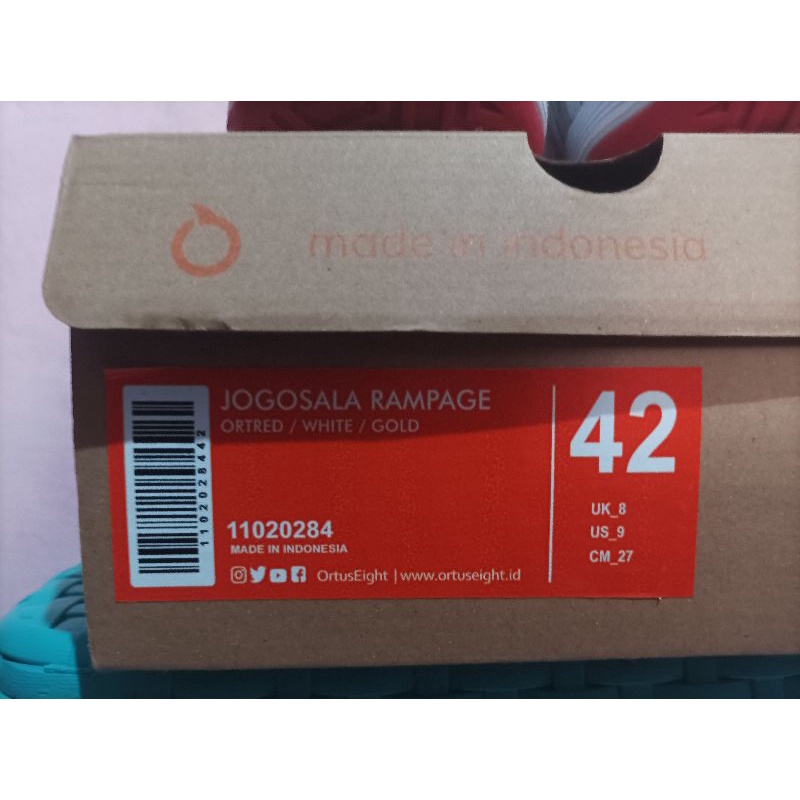 made in indonesia
JOGOSALA RAMPAGE
ORTRED / WHITE / GOLD
1102028442
11020284
MADE IN INDONESIA
OrtusEight | www.ortuseight.id
42
UK_8
US_9
CM_27